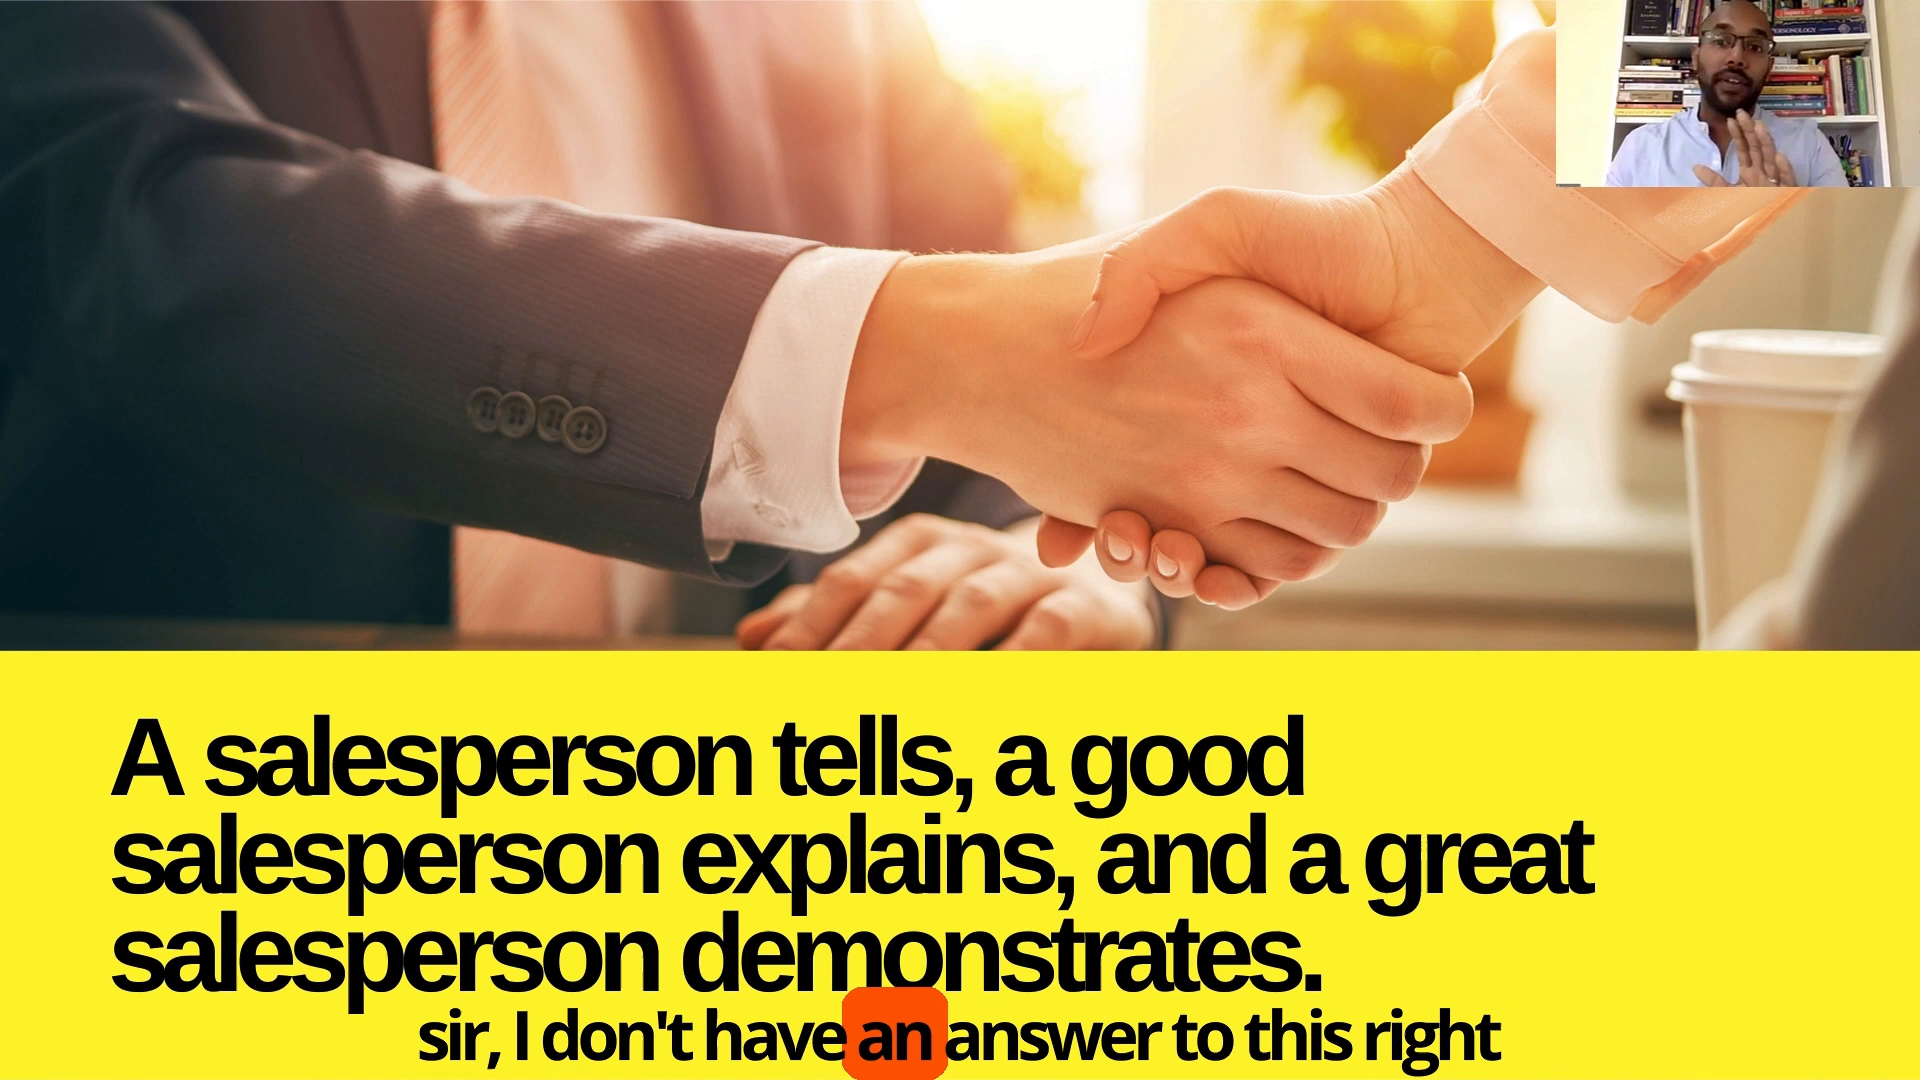 A salesperson tells, a good
salesperson explains, and a great
salesperson demonstrates.
sir, I don't have an answer to this right